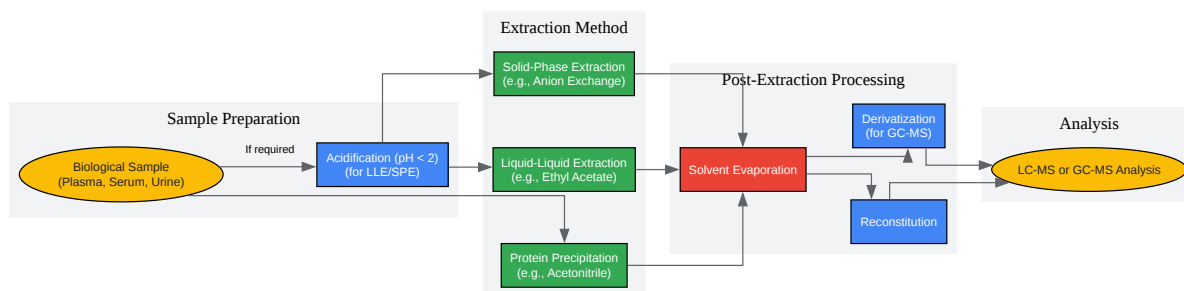 Extraction Method
Solid-Phase Extraction
(e.g., Anion Exchange)
Post-Extraction Processing
Sample Preparation
Derivatization
(for GC-MS)
Analysis
If required
Biological Sample
(Plasma, Serum, Urine)
Acidification (pH < 2)
(for LLE/SPE)
Liquid-Liquid Extraction
(e.g., Ethyl Acetate)
Solvent Evaporation
LC-MS or GC-MS Analysis
Reconstitution
Protein Precipitation
(e.g., Acetonitrile)